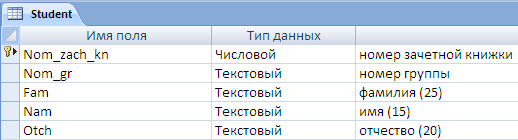 Student
Имя поля Тип данных
Nom_zach_kn Числовой номер зачетной книжки
Nom_gr Текстовый номер группы
Fam Текстовый фамилия (25)
Nam Текстовый имя (15)
Otch Текстовый отчество (20)